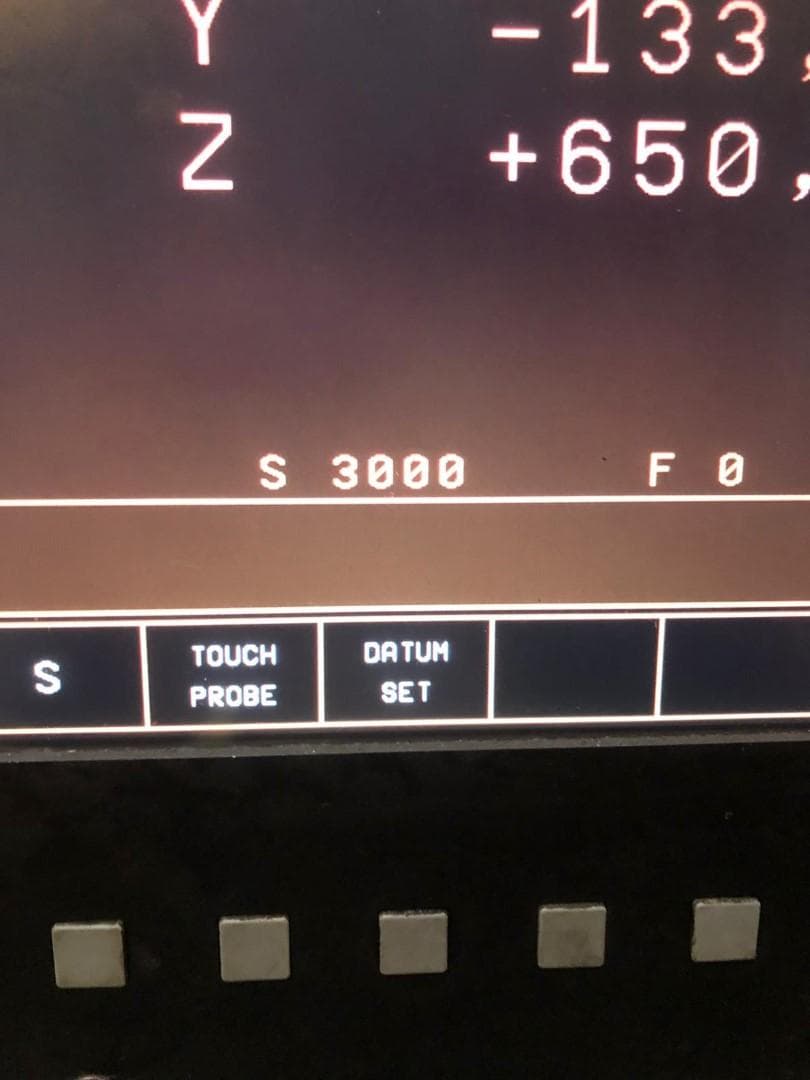 Y -133,
Z +650,
S 3000 F 0
S
TOUCH PROBE
DATUM SET